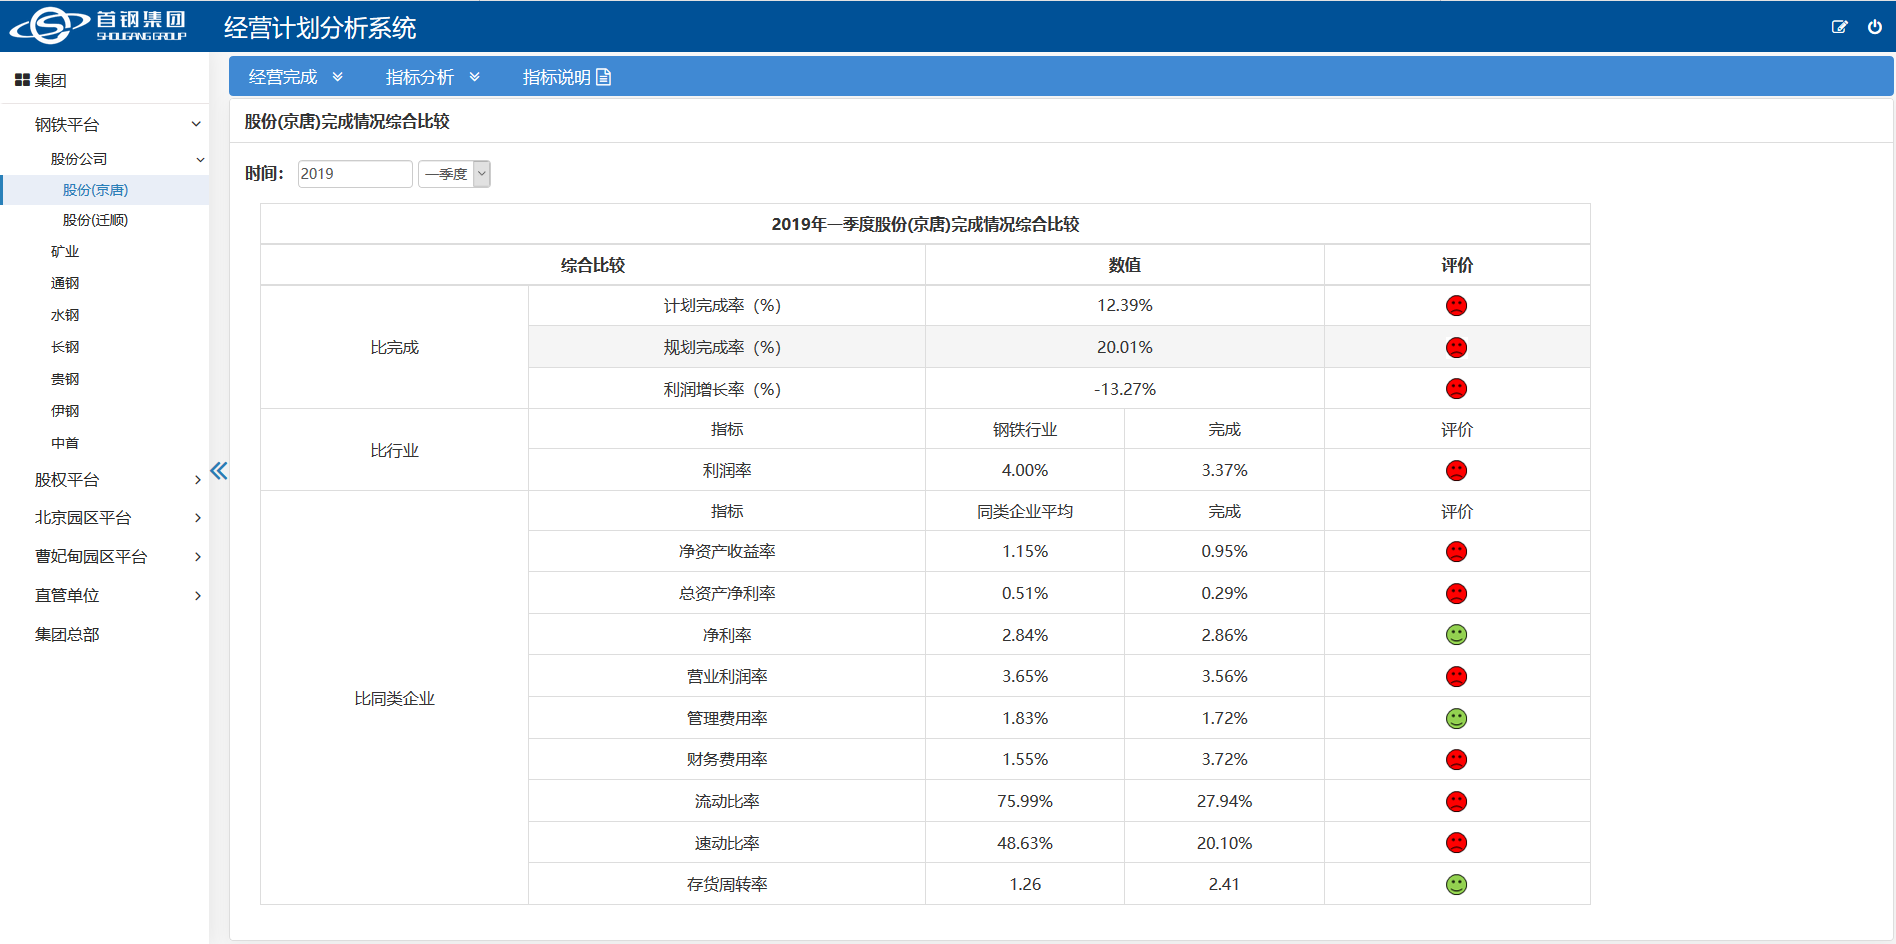 首钢集团
SHOUGANG GROUP
经营计划分析系统
集团
钢铁平台
股份公司
股份(京唐)
股份(迁顺)
矿业
通钢
水钢
长钢
贵钢
伊钢
中首
股权平台
北京园区平台
曹妃甸园区平台
直管单位
集团总部
经营完成 指标分析 指标说明
股份(京唐)完成情况综合比较
时间： 2019 一季度
2019年一季度股份(京唐)完成情况综合比较
综合比较 数值 评价
比完成
计划完成率（%） 12.39%
规划完成率（%） 20.01%
利润增长率（%） -13.27%
比行业
指标 钢铁行业 完成 评价
利润率 4.00% 3.37%
比同类企业
指标 同类企业平均 完成 评价
净资产收益率 1.15% 0.95%
总资产净利率 0.51% 0.29%
净利率 2.84% 2.86%
营业利润率 3.65% 3.56%
管理费用率 1.83% 1.72%
财务费用率 1.55% 3.72%
流动比率 75.99% 27.94%
速动比率 48.63% 20.10%
存货周转率 1.26 2.41